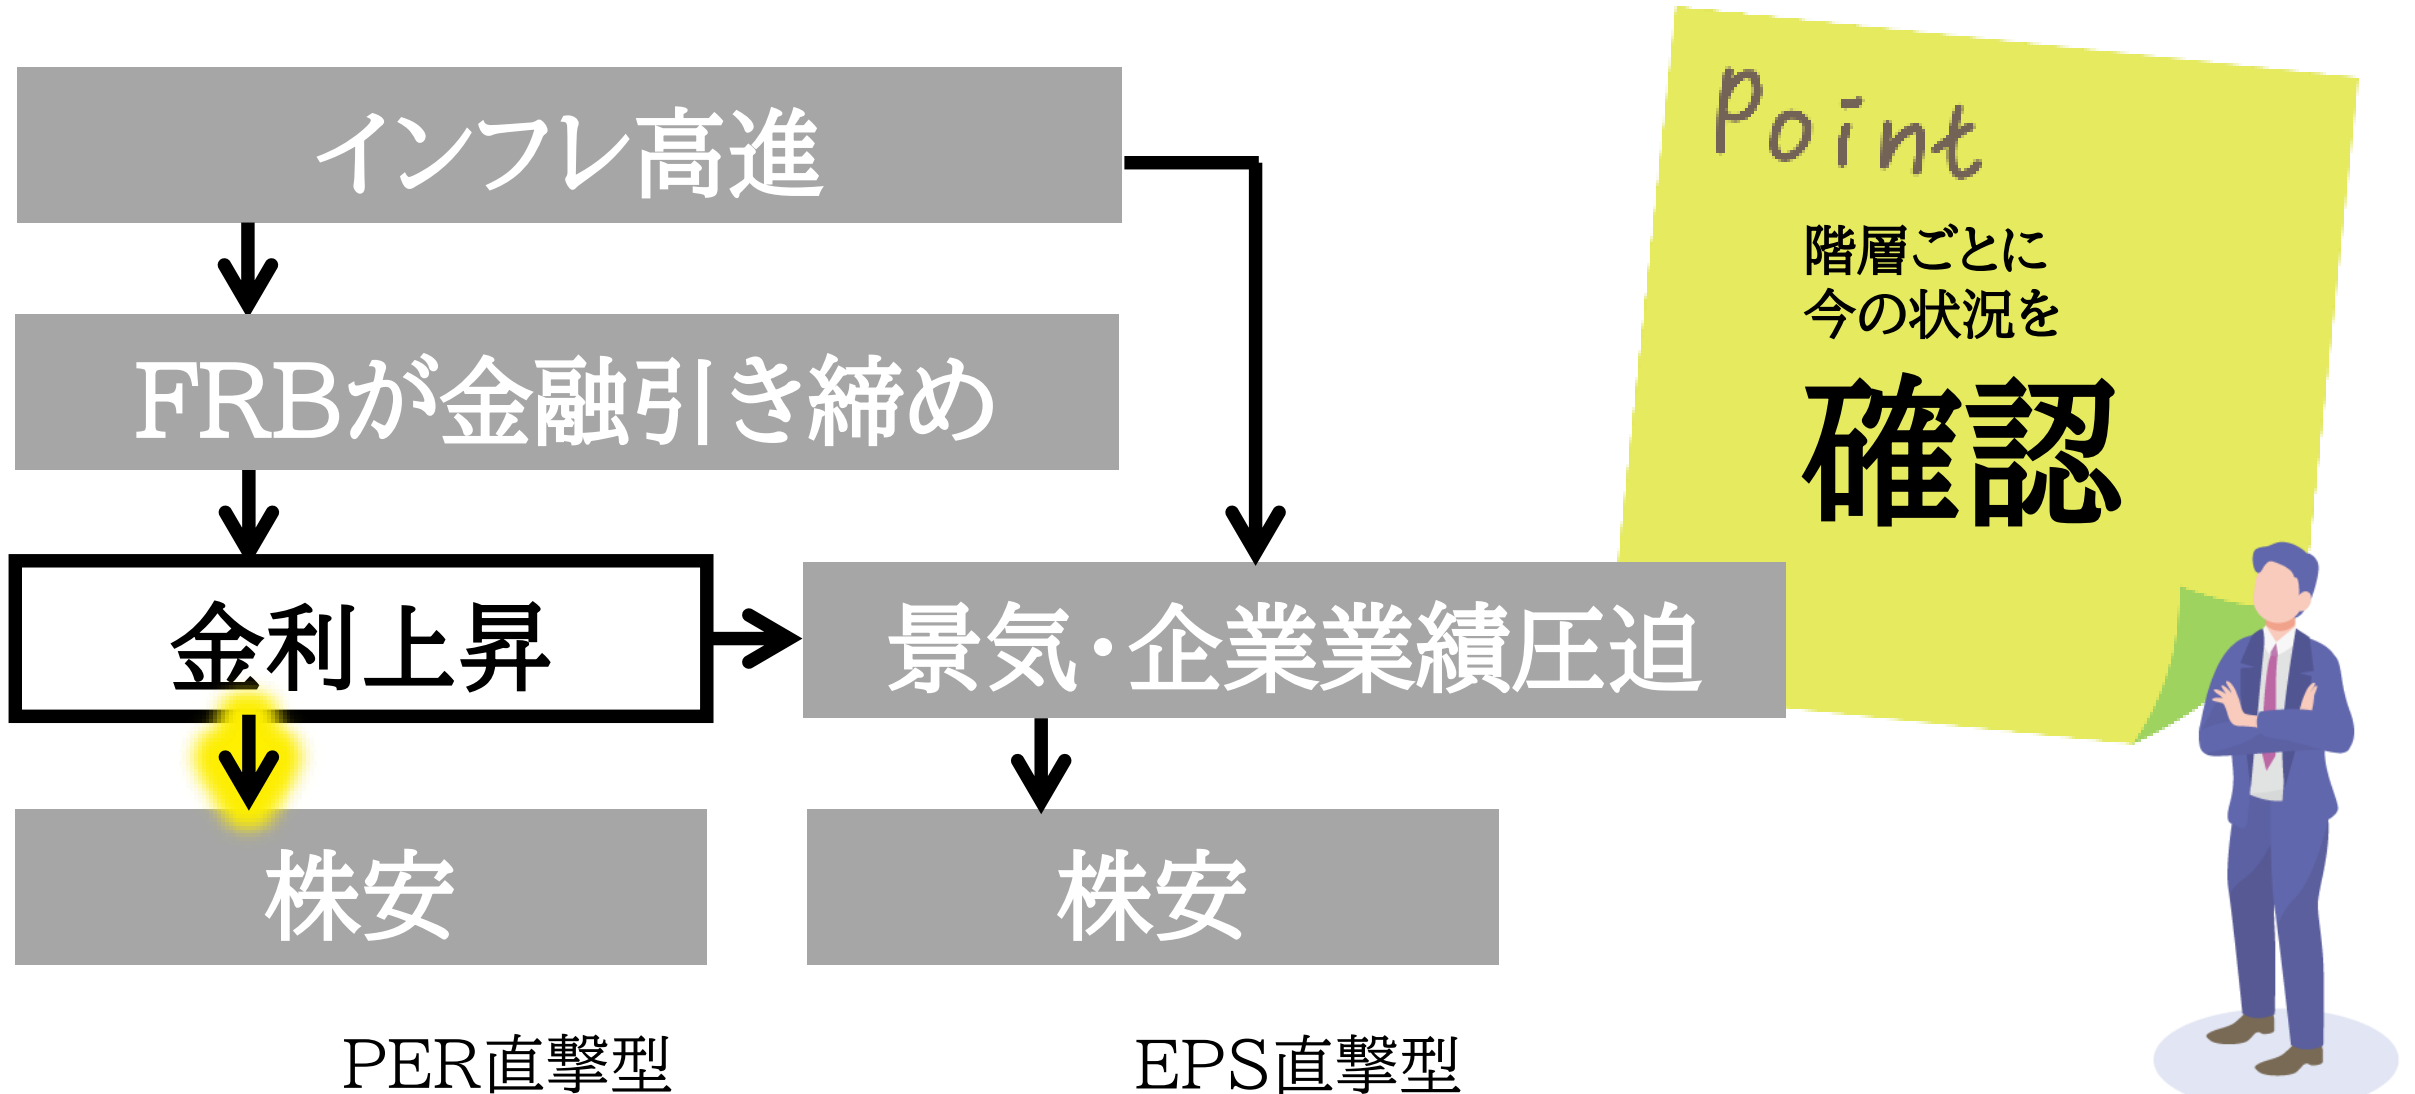 インフレ高進
FRBが金融引き締め
金利上昇
景気・企業業績圧迫
株安
株安
PER直撃型
EPS直撃型
Point
階層ごとに
今の状況を
確認